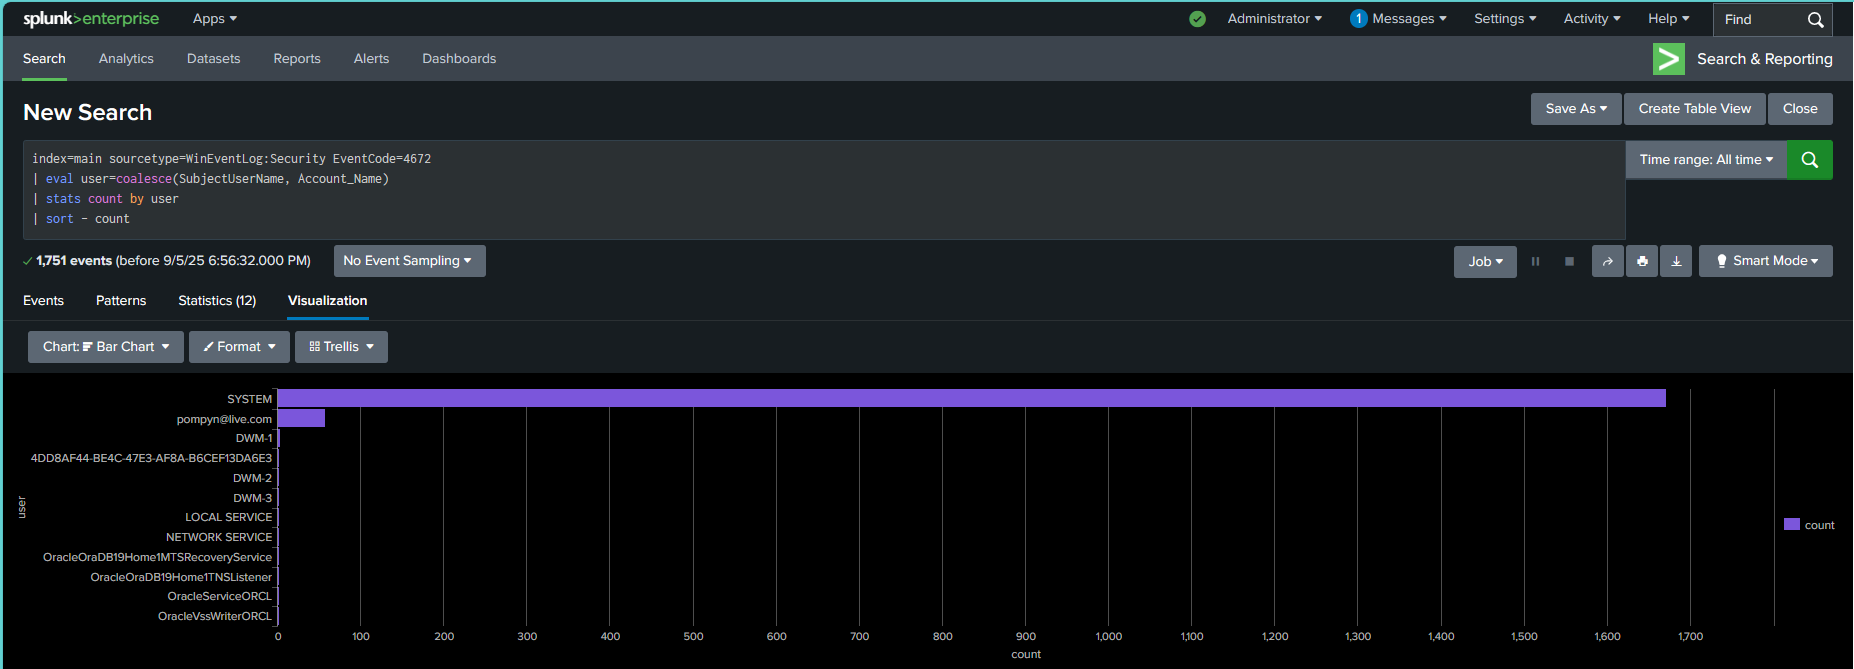 splunk>enterprise Apps Administrator 1 Messages Settings Activity Help Find
Search Analytics Datasets Reports Alerts Dashboards Search & Reporting
New Search Save As Create Table View Close
index=main sourcetype=WinEventLog:Security EventCode=4672 Time range: All time
| eval user=coalesce(SubjectUserName, Account_Name)
| stats count by user
| sort - count
1,751 events (before 9/5/25 6:56:32.000 PM) No Event Sampling Job Smart Mode
Events Patterns Statistics (12) Visualization
Chart: Bar Chart Format Trellis
SYSTEM
pompyn@live.com
DWM-1
4DD8AF44-BE4C-47E3-AF8A-B6CEF13DA6E3
DWM-2
DWM-3
LOCAL SERVICE
NETWORK SERVICE
OracleOraDB19Home1MTSRecoveryService
OracleOraDB19Home1TNSListener
OracleServiceORCL
OracleVssWriterORCL
user
count
0 100 200 300 400 500 600 700 800 900 1,000 1,100 1,200 1,300 1,400 1,500 1,600 1,700
count